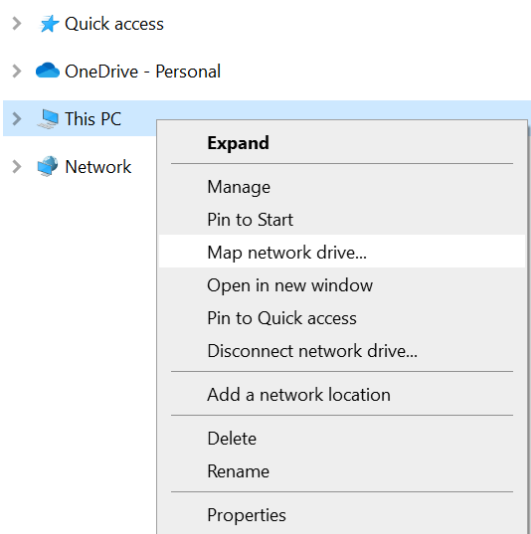 Quick access
OneDrive - Personal
This PC
Network
Expand
Manage
Pin to Start
Map network drive...
Open in new window
Pin to Quick access
Disconnect network drive...
Add a network location
Delete
Rename
Properties